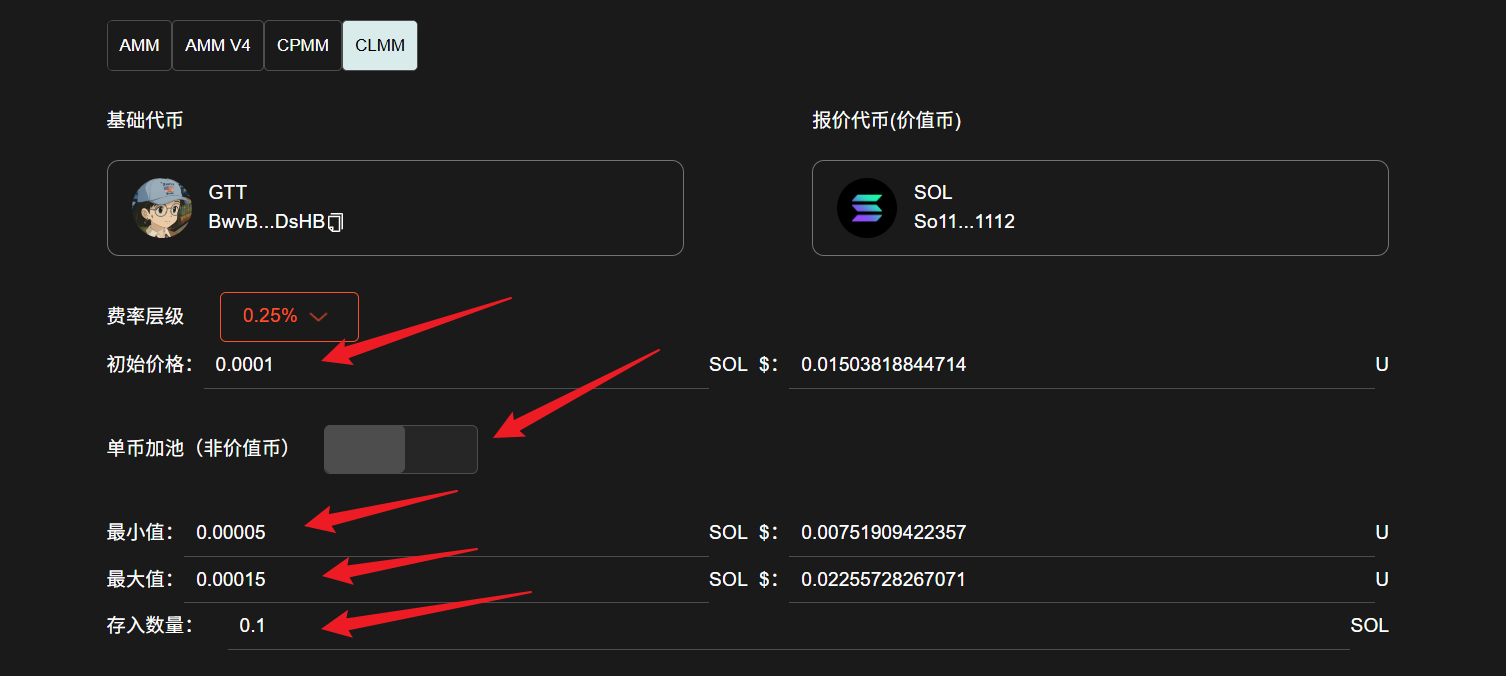 AMM AMM V4 CPMM CLMM
基础代币 报价代币(价值币)
GTT SOL
BwvB...DsHB So11...1112
费率层级 0.25%
初始价格: 0.0001 SOL $: 0.01503818844714 U
单币加池（非价值币）
最小值: 0.00005 SOL $: 0.00751909422357 U
最大值: 0.00015 SOL $: 0.02255728267071 U
存入数量: 0.1 SOL